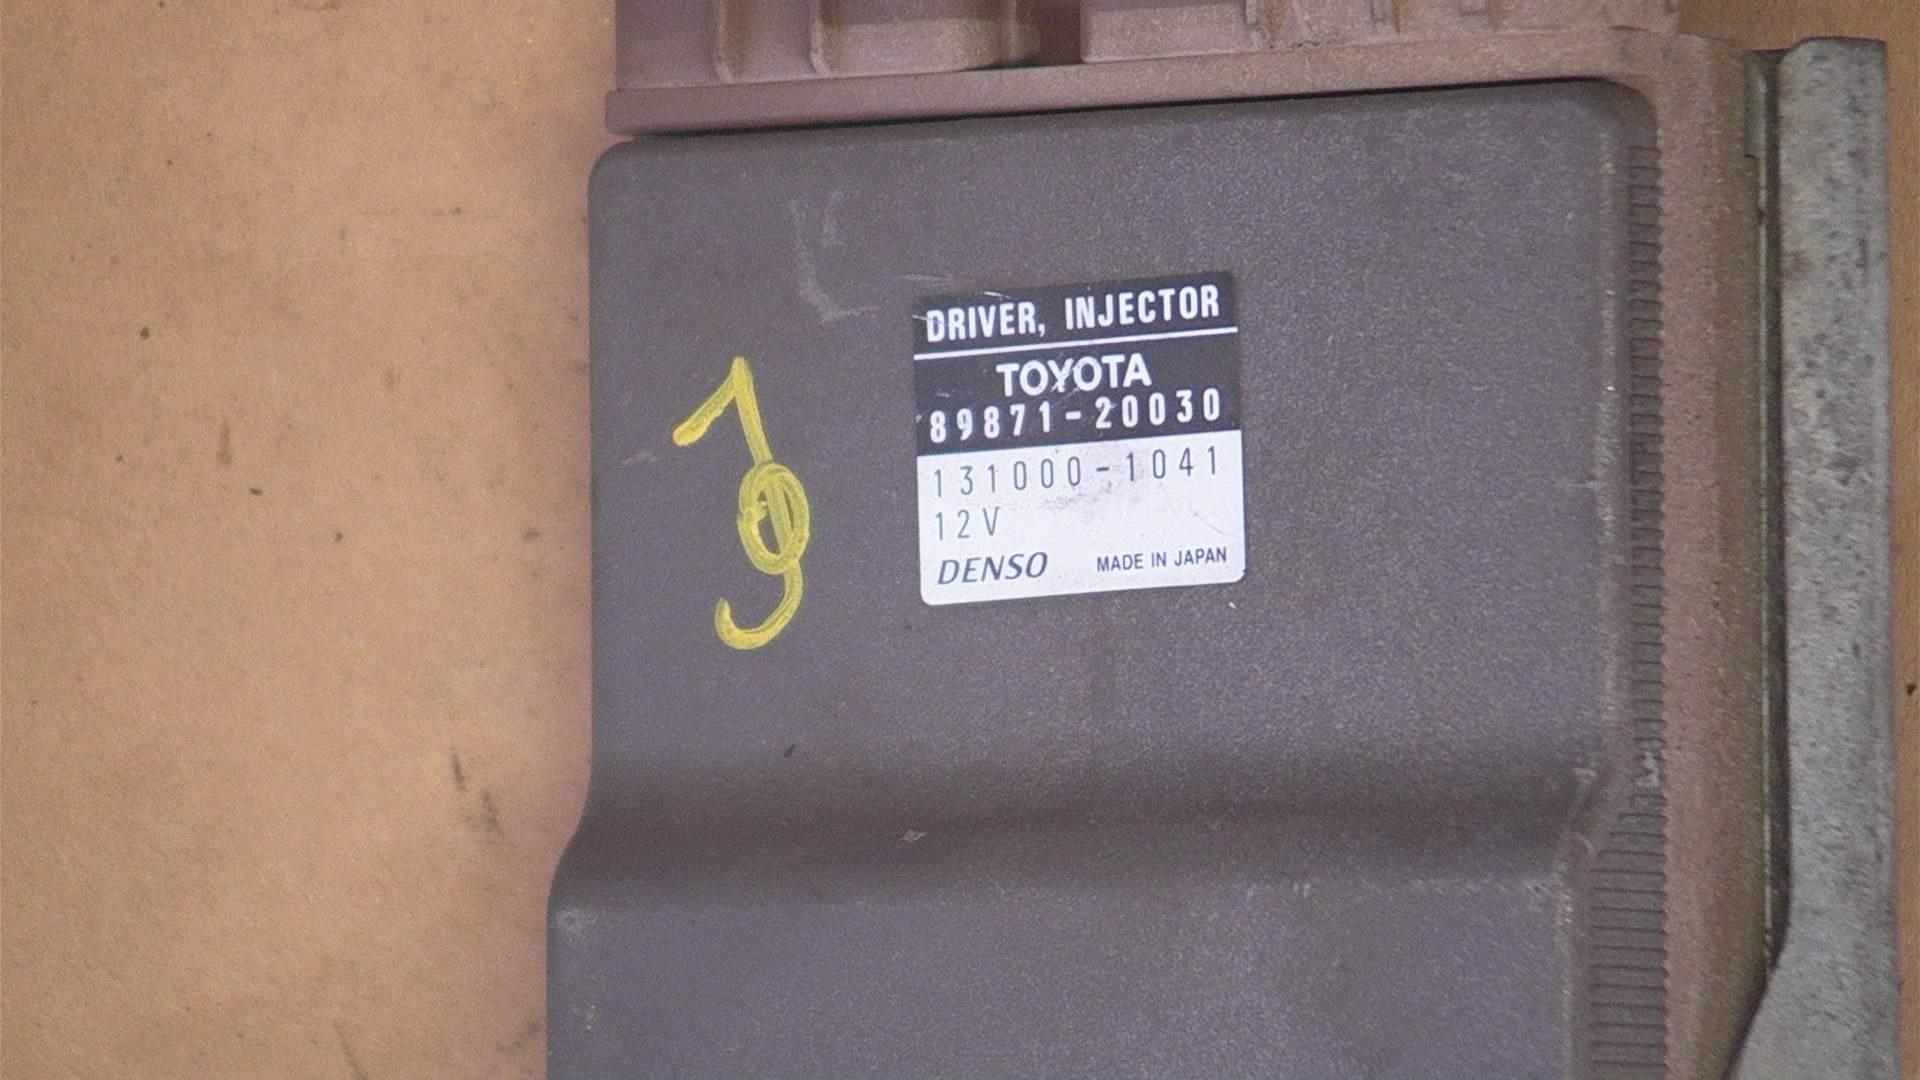 DRIVER, INJECTOR
TOYOTA
89871-20030
131000-1041
12V
DENSO MADE IN JAPAN